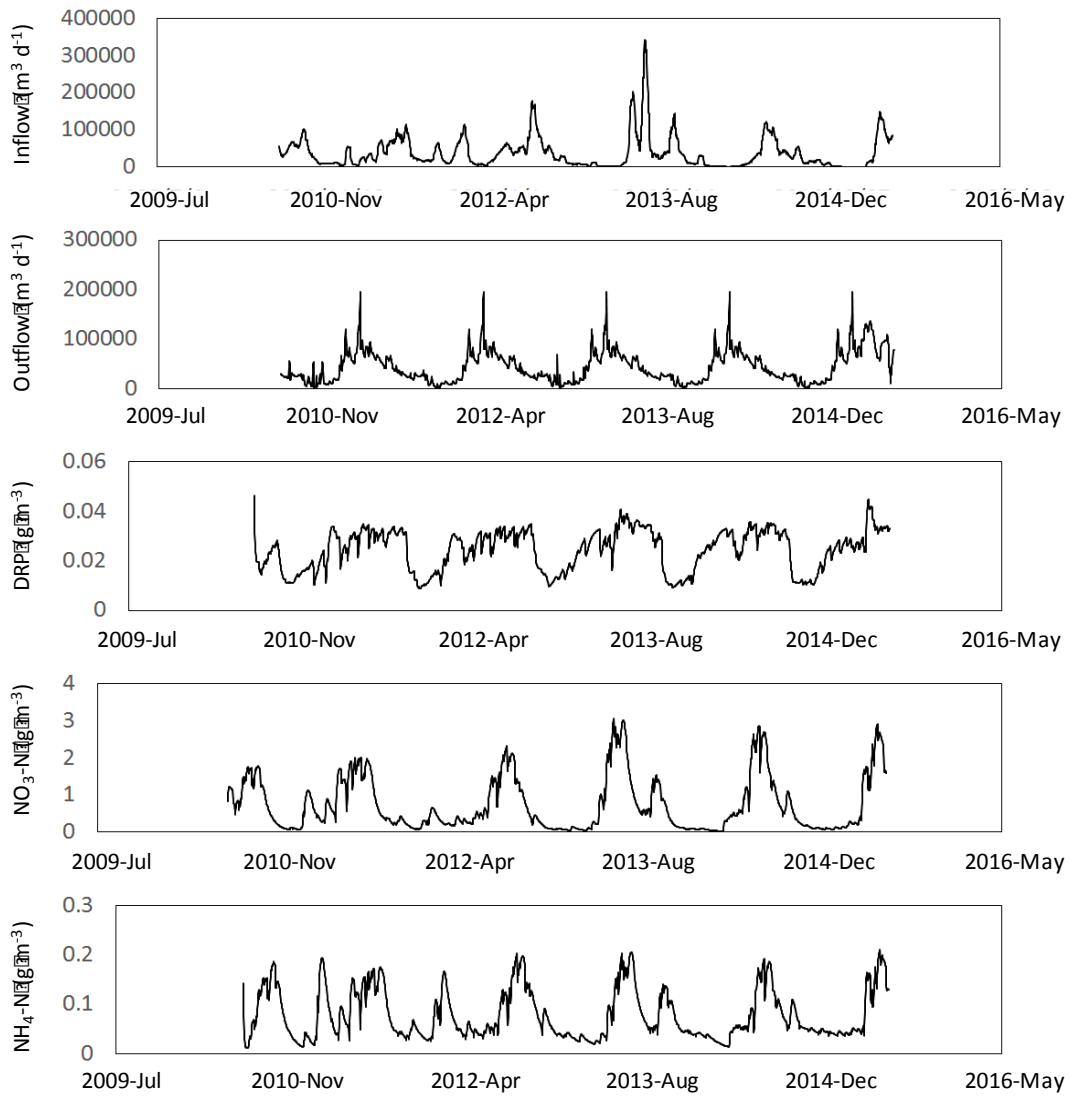 400000
300000
200000
100000
0
Inflow (m³ d⁻¹)
2009-Jul 2010-Nov 2012-Apr 2013-Aug 2014-Dec 2016-May
300000
200000
100000
0
Outflow (m³ d⁻¹)
2009-Jul 2010-Nov 2012-Apr 2013-Aug 2014-Dec 2016-May
0.06
0.04
0.02
0
DRP (g m⁻³)
2009-Jul 2010-Nov 2012-Apr 2013-Aug 2014-Dec 2016-May
4
3
2
1
0
NO₃-N (g m⁻³)
2009-Jul 2010-Nov 2012-Apr 2013-Aug 2014-Dec 2016-May
0.3
0.2
0.1
0
NH₄-N (g m⁻³)
2009-Jul 2010-Nov 2012-Apr 2013-Aug 2014-Dec 2016-May